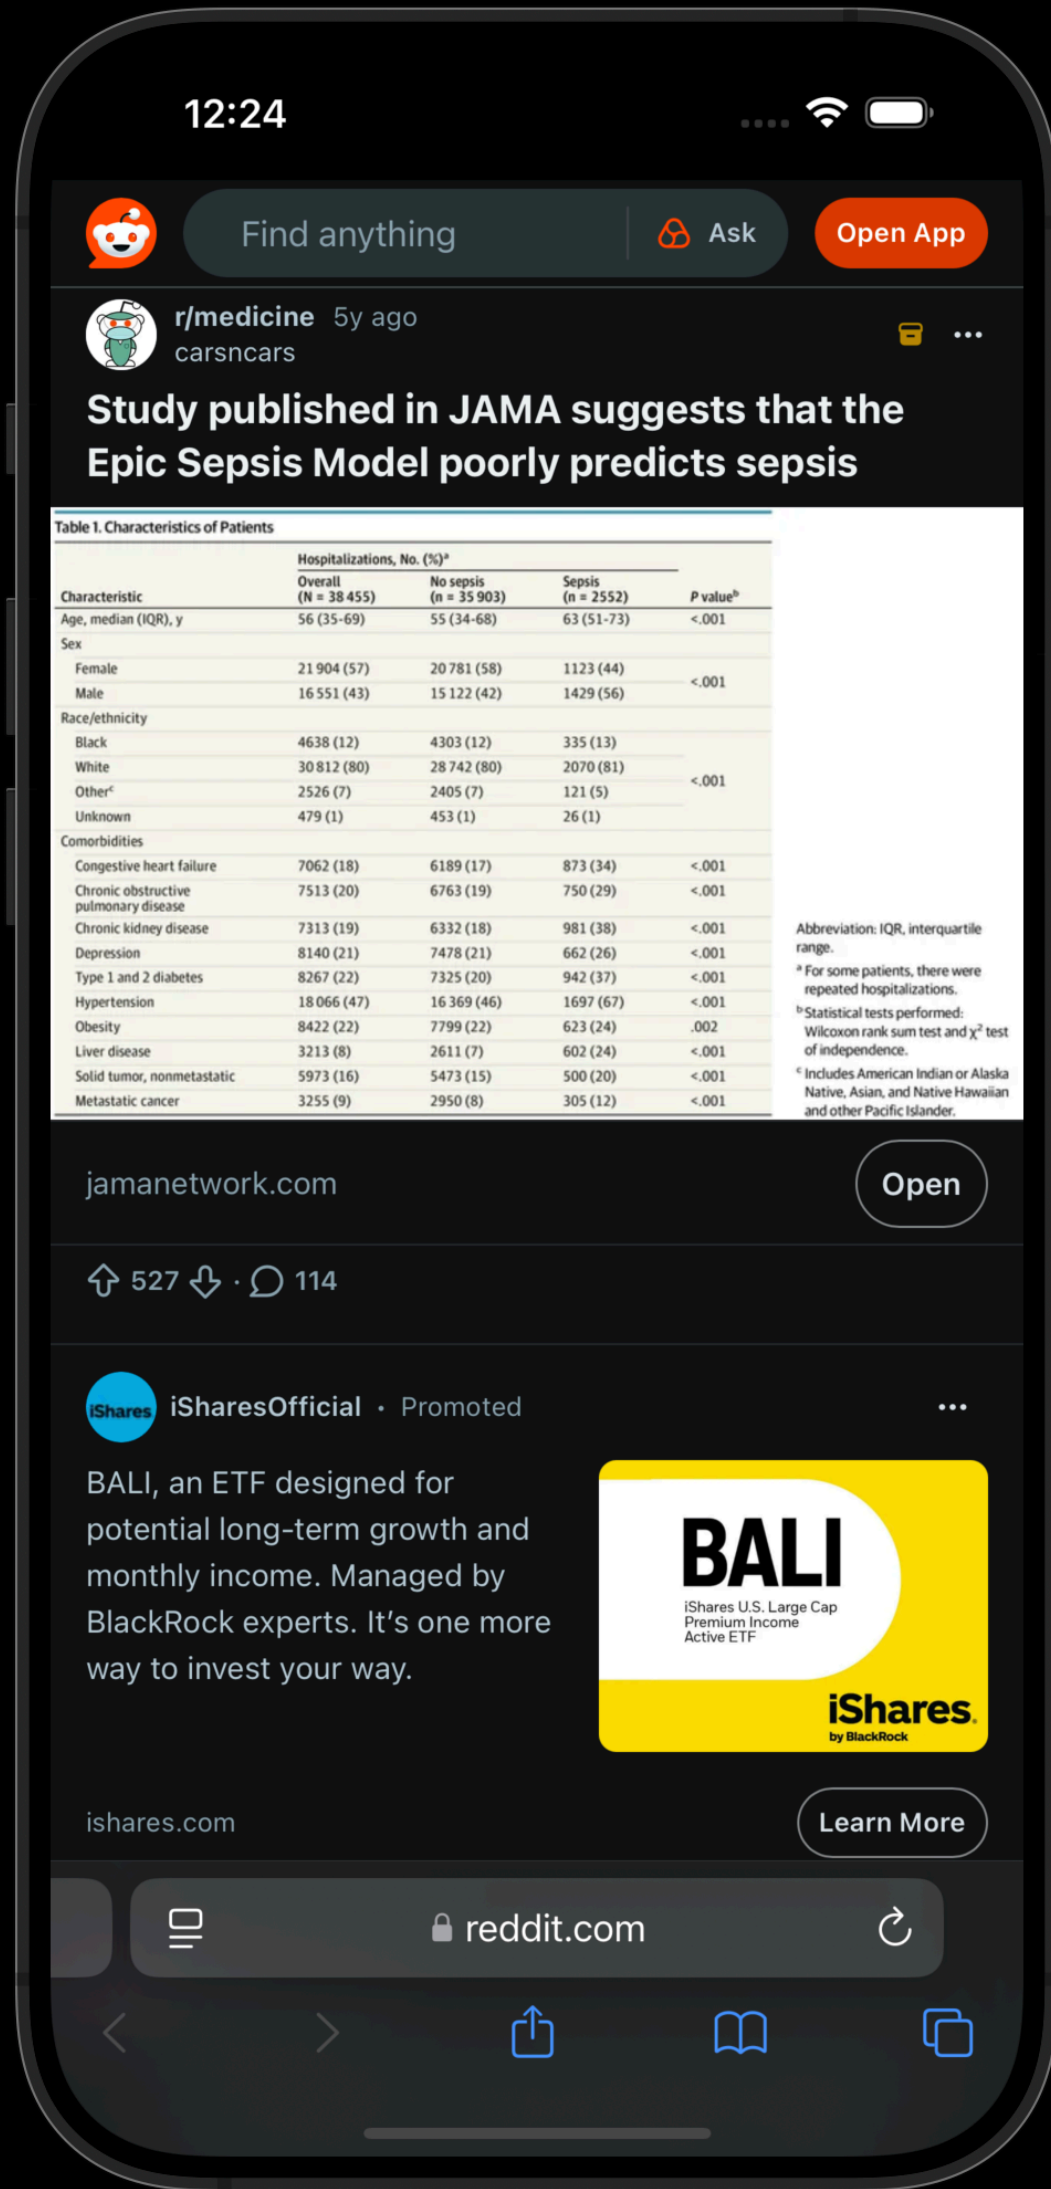 12:24
Find anything
Ask
Open App
r/medicine 5y ago
carsncars
Study published in JAMA suggests that the
Epic Sepsis Model poorly predicts sepsis
Table 1. Characteristics of Patients
Hospitalizations, No. (%)ᵃ
Characteristic Overall (N = 38 455) No sepsis (n = 35 903) Sepsis (n = 2552) P valueᵇ
Age, median (IQR), y 56 (35-69) 55 (34-68) 63 (51-73) <.001
Sex
Female 21 904 (57) 20 781 (58) 1123 (44)
<.001
Male 16 551 (43) 15 122 (42) 1429 (56)
Race/ethnicity
Black 4638 (12) 4303 (12) 335 (13)
White 30 812 (80) 28 742 (80) 2070 (81)
<.001
Otherᶜ 2526 (7) 2405 (7) 121 (5)
Unknown 479 (1) 453 (1) 26 (1)
Comorbidities
Congestive heart failure 7062 (18) 6189 (17) 873 (34) <.001
Chronic obstructive 7513 (20) 6763 (19) 750 (29) <.001
pulmonary disease
Chronic kidney disease 7313 (19) 6332 (18) 981 (38) <.001
Depression 8140 (21) 7478 (21) 662 (26) <.001
Type 1 and 2 diabetes 8267 (22) 7325 (20) 942 (37) <.001
Hypertension 18 066 (47) 16 369 (46) 1697 (67) <.001
Obesity 8422 (22) 7799 (22) 623 (24) .002
Liver disease 3213 (8) 2611 (7) 602 (24) <.001
Solid tumor, nonmetastatic 5973 (16) 5473 (15) 500 (20) <.001
Metastatic cancer 3255 (9) 2950 (8) 305 (12) <.001
Abbreviation: IQR, interquartile
range.
ᵃ For some patients, there were
repeated hospitalizations.
ᵇ Statistical tests performed:
Wilcoxon rank sum test and χ² test
of independence.
ᶜ Includes American Indian or Alaska
Native, Asian, and Native Hawaiian
and other Pacific Islander.
jamanetwork.com
Open
527 · 114
iShares
iSharesOfficial • Promoted
BALI, an ETF designed for
potential long-term growth and
monthly income. Managed by
BlackRock experts. It’s one more
way to invest your way.
BALI
iShares U.S. Large Cap
Premium Income
Active ETF
iShares.
by BlackRock
ishares.com
Learn More
reddit.com